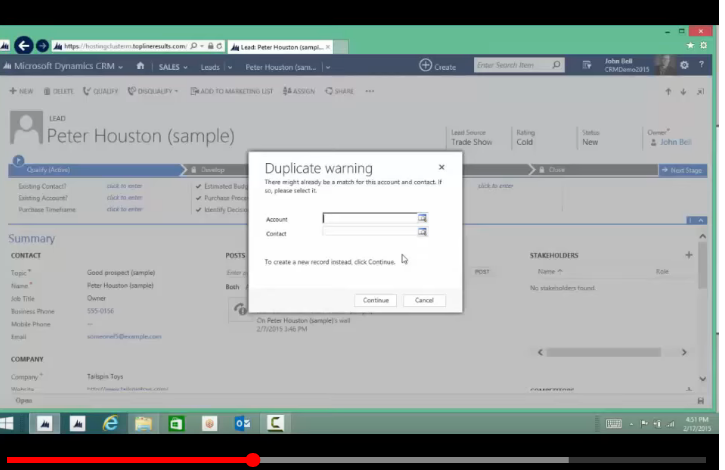 https://hostingclusterm.toplineresults.com/
Lead: Peter Houston (sampl...
Microsoft Dynamics CRM
SALES
Leads
Peter Houston (sam...
Create
Enter Search Item
John Bell
CRMDemo2015
+ NEW
DELETE
QUALIFY
DISQUALIFY
ADD TO MARKETING LIST
ASSIGN
SHARE
LEAD
Peter Houston (sample)
Lead Source
Trade Show
Rating
Cold
Status
New
Owner*
John Bell
Qualify (Active)
Develop
Close
Next Stage
Existing Contact? click to enter
Existing Account? click to enter
Purchase Timeframe click to enter
Estimated Budg
Purchase Proce
Identify Decisio
click to enter
Duplicate warning
There might already be a match for this account and contact. If
so, please select it.
Account
Contact
To create a new record instead, click Continue.
Continue
Cancel
Summary
CONTACT
Topic * Good prospect (sample)
Name * Peter Houston (sample)
Job Title Owner
Business Phone
Mobile Phone --
Email
COMPANY
Company * Tailspin Toys
Website
POSTS
Enter
Both
POST
On Peter Houston (sample)'s wall
2/7/2015 3:46 PM
STAKEHOLDERS
Name
Role
No stakeholders found
Open
4:51 PM
2/17/2015